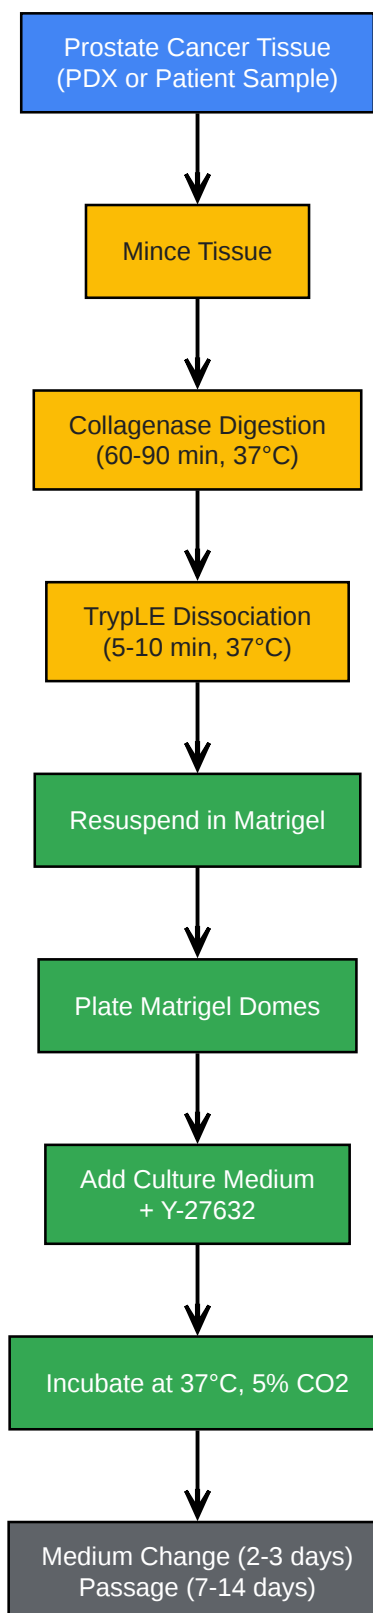 Prostate Cancer Tissue
(PDX or Patient Sample)
Mince Tissue
Collagenase Digestion
(60-90 min, 37°C)
TrypLE Dissociation
(5-10 min, 37°C)
Resuspend in Matrigel
Plate Matrigel Domes
Add Culture Medium
+ Y-27632
Incubate at 37°C, 5% CO2
Medium Change (2-3 days)
Passage (7-14 days)